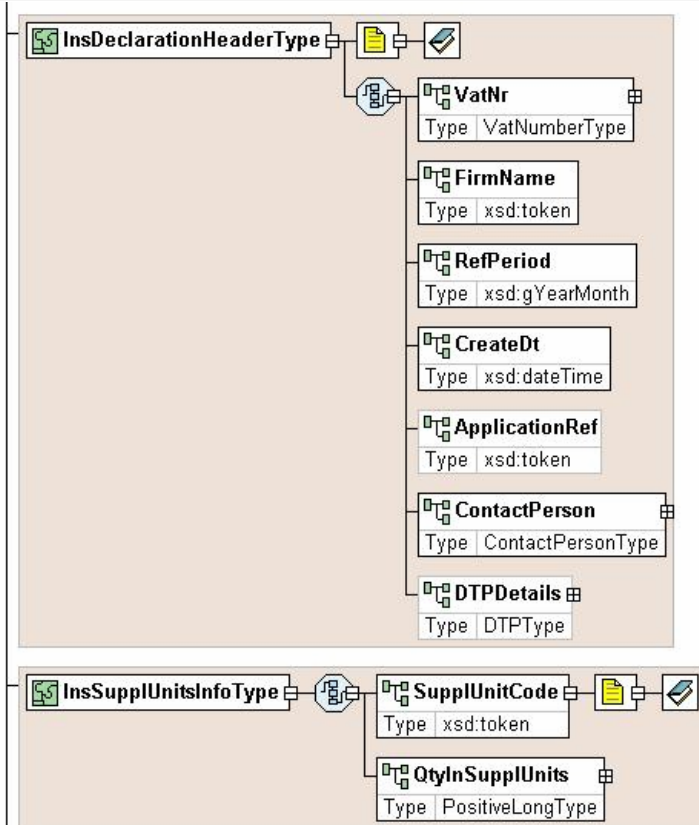 InsDeclarationHeaderType
VatNr
Type VatNumberType
FirmName
Type xsd:token
RefPeriod
Type xsd:gYearMonth
CreateDt
Type xsd:dateTime
ApplicationRef
Type xsd:token
ContactPerson
Type ContactPersonType
DTPDetails
Type DTPType
InsSupplUnitsInfoType
SupplUnitCode
Type xsd:token
QtyInSupplUnits
Type PositiveLongType